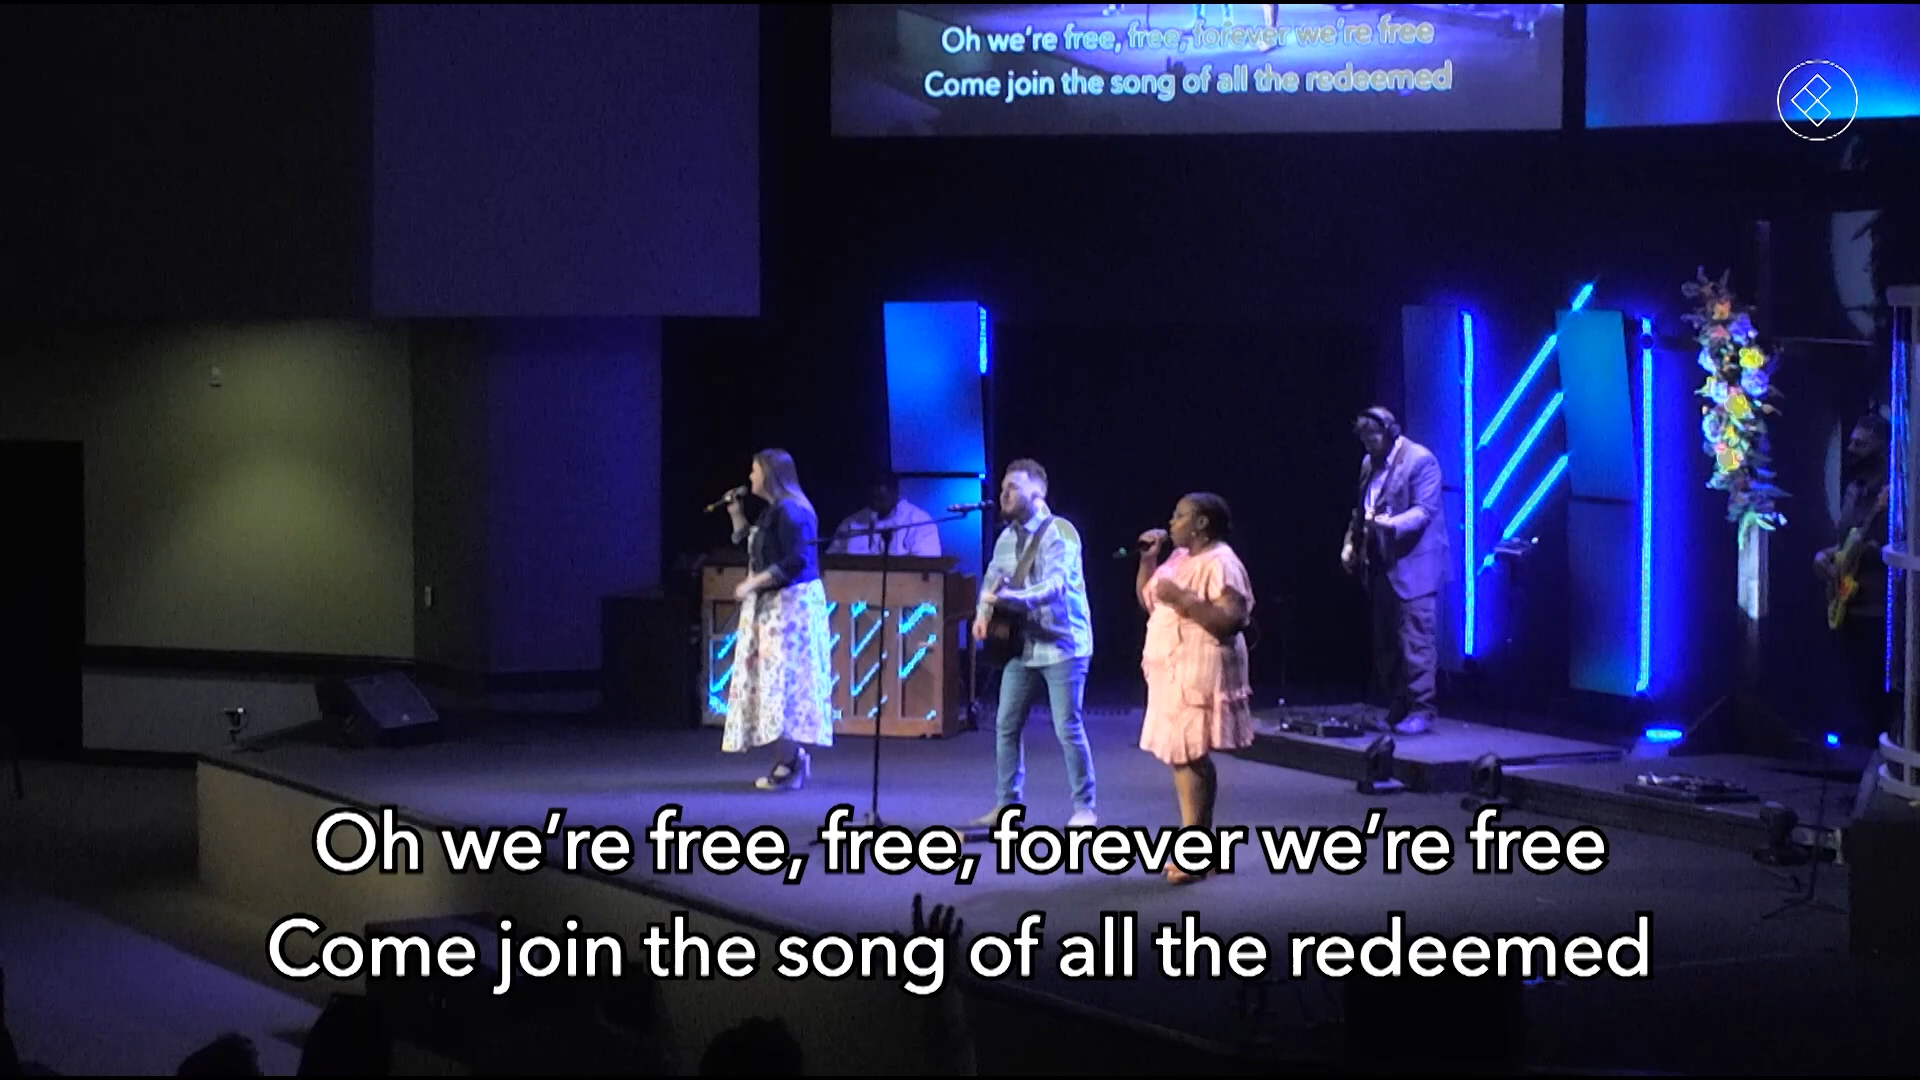 Oh we're free, free, forever we're free
Come join the song of all the redeemed
Oh we’re free, free, forever we’re free
Come join the song of all the redeemed